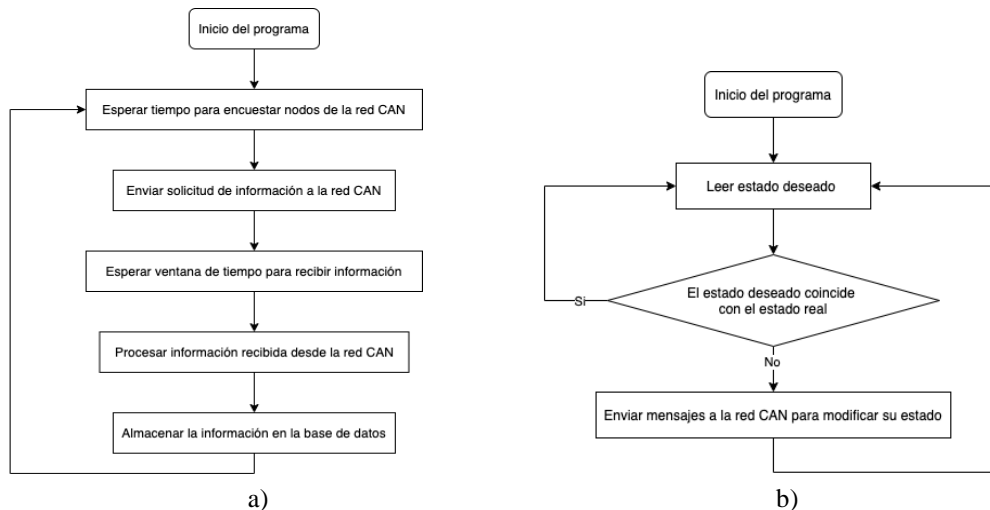 Inicio del programa
Esperar tiempo para encuestar nodos de la red CAN
Enviar solicitud de información a la red CAN
Esperar ventana de tiempo para recibir información
Procesar información recibida desde la red CAN
Almacenar la información en la base de datos
a)
Inicio del programa
Leer estado deseado
El estado deseado coincide
con el estado real
Si
No
Enviar mensajes a la red CAN para modificar su estado
b)